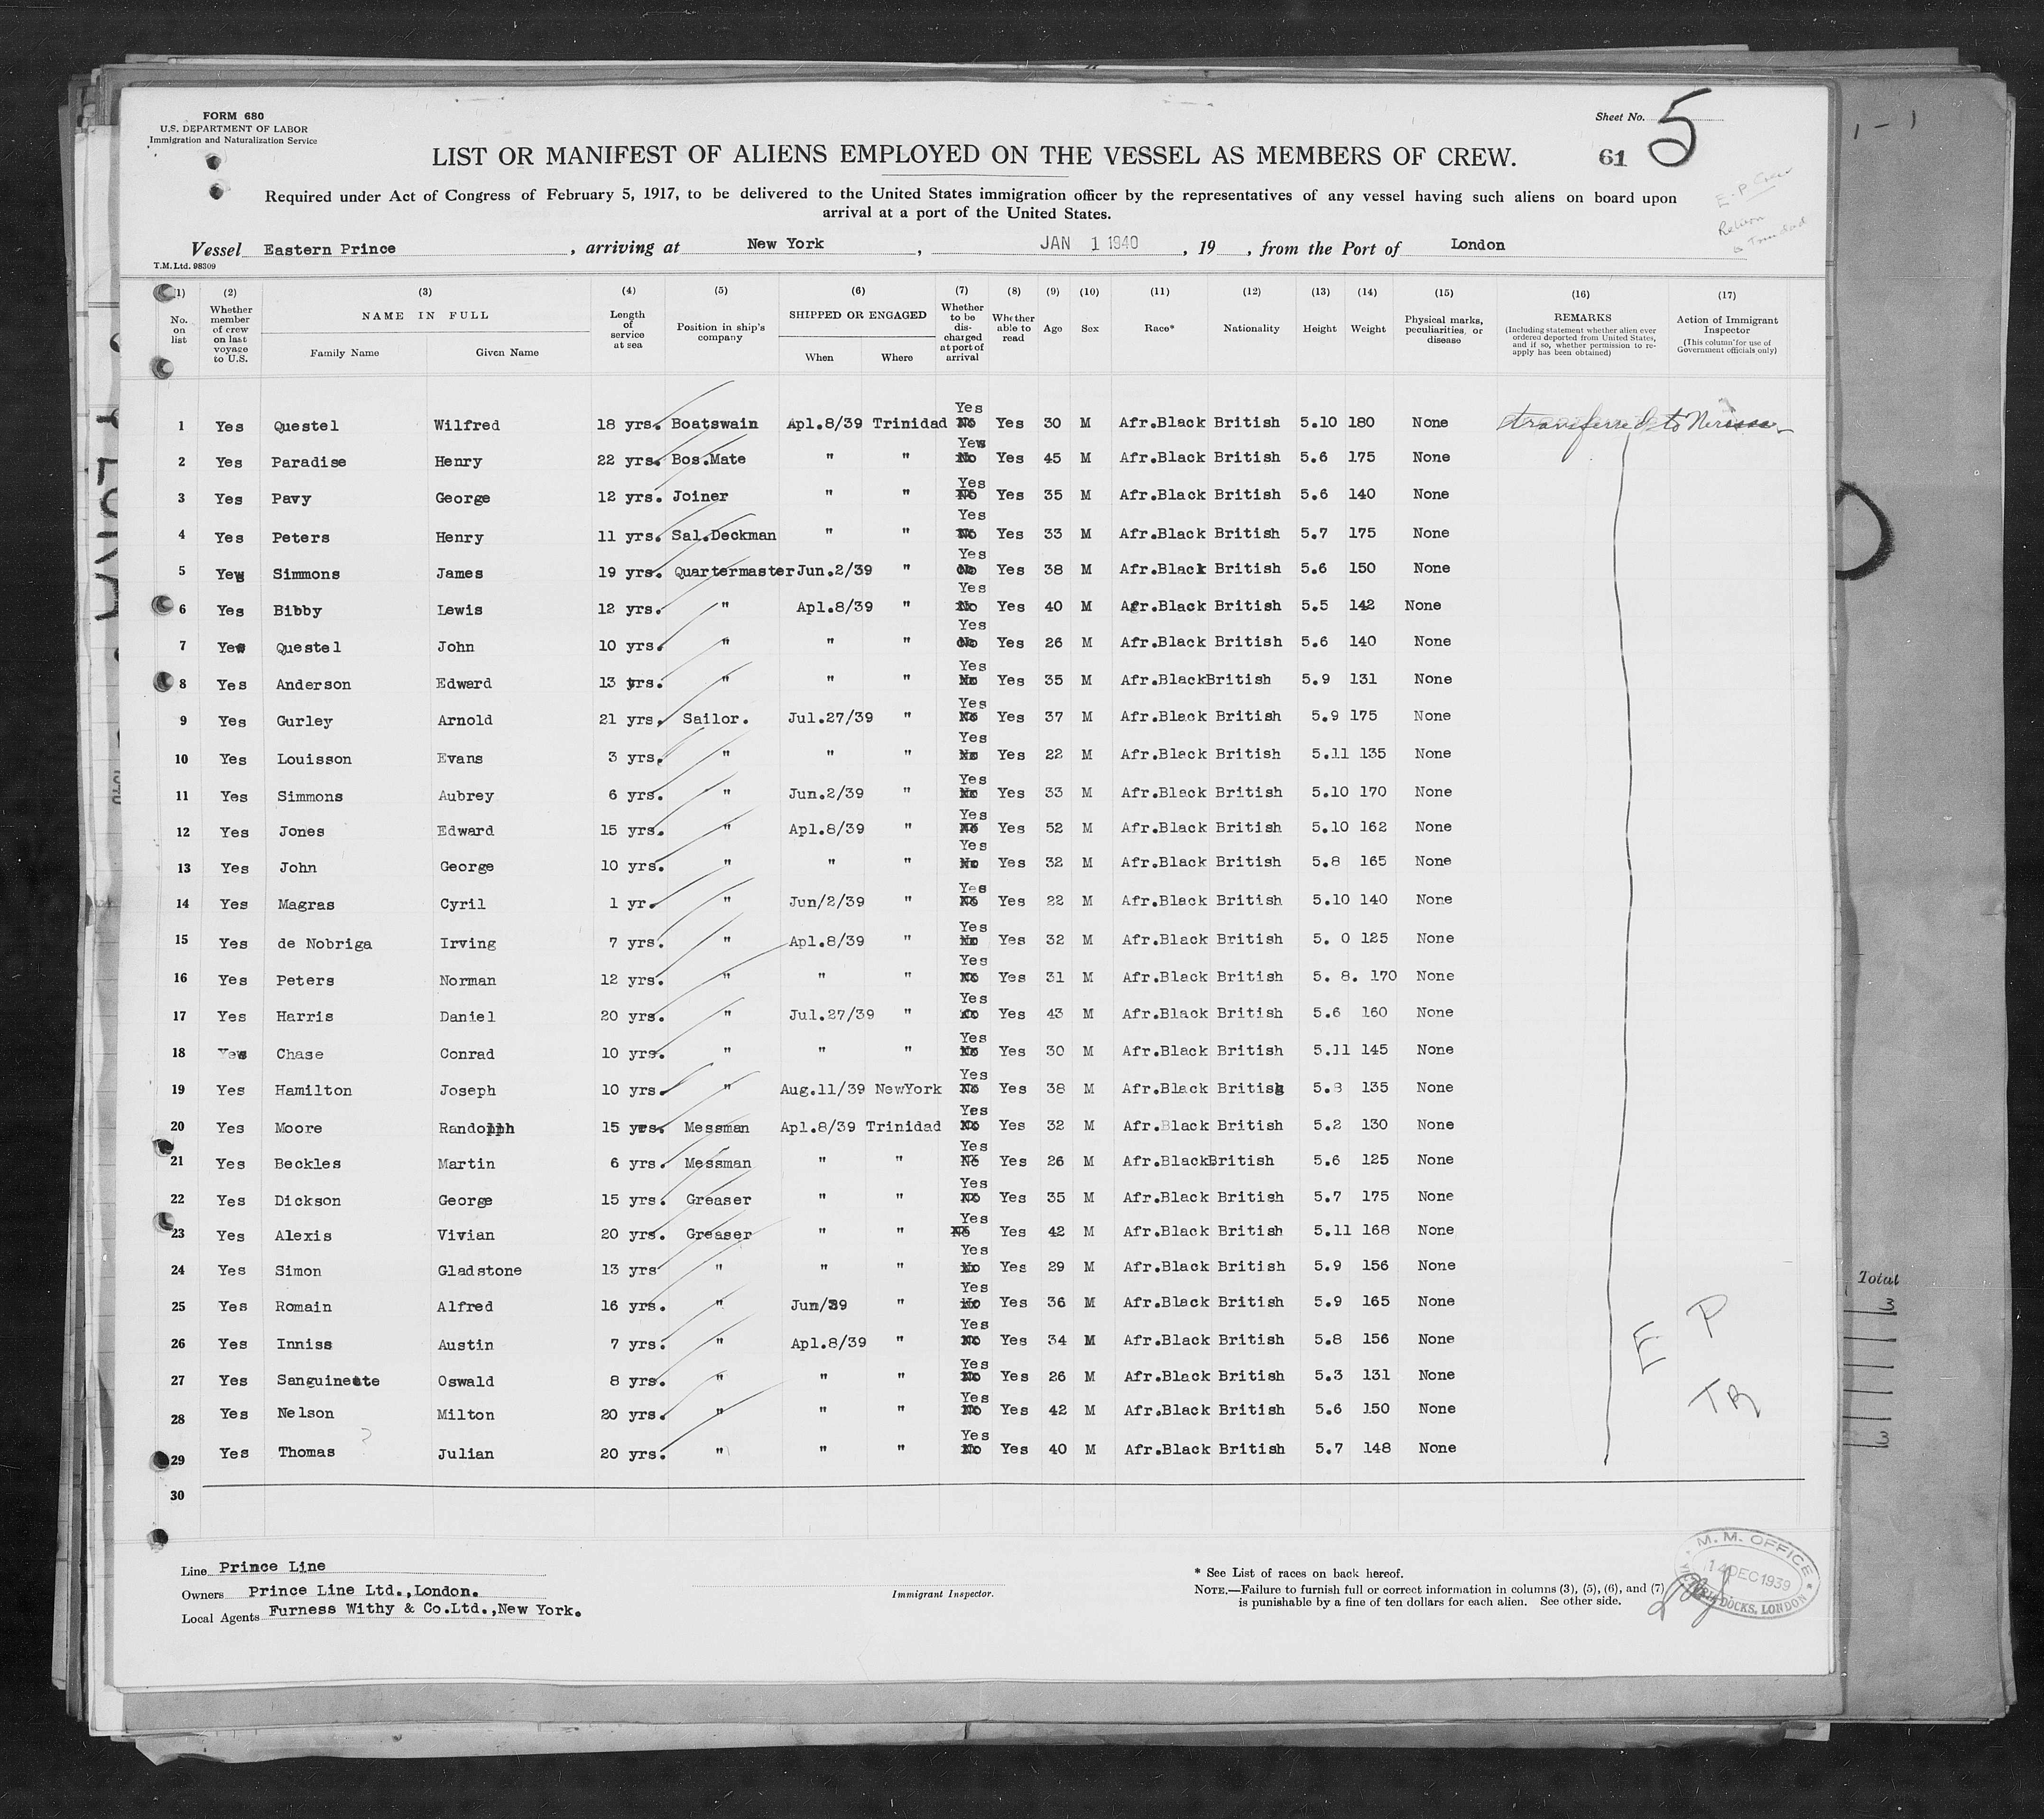 FORM 680
U.S. DEPARTMENT OF LABOR
Immigration and Naturalization Service
Sheet No. 5
61
LIST OR MANIFEST OF ALIENS EMPLOYED ON THE VESSEL AS MEMBERS OF CREW.
Required under Act of Congress of February 5, 1917, to be delivered to the United States immigration officer by the representatives of any vessel having such aliens on board upon
arrival at a port of the United States.
E-P Crew
Return
to Trinidad
Vessel Eastern Prince , arriving at New York , JAN 1 1940 , 19 , from the Port of London
T.M.Ltd. 98309
(1) No. on list
(2) Whether member of crew on last voyage to U.S.
(3) NAME IN FULL Family Name Given Name
(4) Length of service at sea
(5) Position in ship's company
(6) SHIPPED OR ENGAGED When Where
(7) Whether to be discharged at port of arrival
(8) Whether able to read
(9) Age
(10) Sex
(11) Race*
(12) Nationality
(13) Height
(14) Weight
(15) Physical marks, peculiarities, or disease
(16) REMARKS (Including statement whether alien ever ordered deported from United States, and if so, whether permission to re-apply has been obtained)
(17) Action of Immigrant Inspector (This column for use of Government officials only)
1 Yes Questel Wilfred 18 yrs. Boatswain Apl.8/39 Trinidad Yes No Yes 30 M Afr.Black British 5.10 180 None transferred to Nerissa
2 Yes Paradise Henry 22 yrs. Bos.Mate " " Yes No Yes 45 M Afr.Black British 5.6 175 None
3 Yes Pavy George 12 yrs. Joiner " " Yes No Yes 35 M Afr.Black British 5.6 140 None
4 Yes Peters Henry 11 yrs. Sal.Deckman " " Yes No Yes 33 M Afr.Black British 5.7 175 None
5 Yes Simmons James 19 yrs. Quartermaster Jun.2/39 " Yes No Yes 38 M Afr.Black British 5.6 150 None
6 Yes Bibby Lewis 12 yrs. " Apl.8/39 " Yes No Yes 40 M Afr.Black British 5.5 142 None
7 Yes Questel John 10 yrs. " " " Yes No Yes 26 M Afr.Black British 5.6 140 None
8 Yes Anderson Edward 13 yrs. " " " Yes No Yes 35 M Afr.BlackBritish 5.9 131 None
9 Yes Gurley Arnold 21 yrs. Sailor. Jul.27/39 " Yes No Yes 37 M Afr.Black British 5.9 175 None
10 Yes Louisson Evans 3 yrs. " " " Yes No Yes 22 M Afr.Black British 5.11 135 None
11 Yes Simmons Aubrey 6 yrs. " Jun.2/39 " Yes No Yes 33 M Afr.Black British 5.10 170 None
12 Yes Jones Edward 15 yrs. " Apl.8/39 " Yes No Yes 52 M Afr.Black British 5.10 162 None
13 Yes John George 10 yrs. " " " Yes No Yes 32 M Afr.Black British 5.8 165 None
14 Yes Magras Cyril 1 yr. " Jun/2/39 " Yes No Yes 22 M Afr.Black British 5.10 140 None
15 Yes de Nobriga Irving 7 yrs. " Apl.8/39 " Yes No Yes 32 M Afr.Black British 5. 0 125 None
16 Yes Peters Norman 12 yrs. " " " Yes No Yes 31 M Afr.Black British 5. 8. 170 None
17 Yes Harris Daniel 20 yrs. " Jul.27/39 " Yes No Yes 43 M Afr.Black British 5.6 160 None
18 Yes Chase Conrad 10 yrs. " " " Yes No Yes 30 M Afr.Black British 5.11 145 None
19 Yes Hamilton Joseph 10 yrs. " Aug.11/39 NewYork Yes No Yes 38 M Afr.Black British 5.8 135 None
20 Yes Moore Randolph 15 yrs. Messman Apl.8/39 Trinidad Yes No Yes 32 M Afr.Black British 5.2 130 None
21 Yes Beckles Martin 6 yrs. Messman " " Yes No Yes 26 M Afr.BlackBritish 5.6 125 None
22 Yes Dickson George 15 yrs. Greaser " " Yes No Yes 35 M Afr.Black British 5.7 175 None
23 Yes Alexis Vivian 20 yrs. Greaser " " Yes No Yes 42 M Afr.Black British 5.11 168 None
24 Yes Simon Gladstone 13 yrs " " " Yes No Yes 29 M Afr.Black British 5.9 156 None
25 Yes Romain Alfred 16 yrs. " Jun/39 " Yes No Yes 36 M Afr.Black British 5.9 165 None
26 Yes Inniss Austin 7 yrs. " Apl.8/39 " Yes No Yes 34 M Afr.Black British 5.8 156 None
27 Yes Sanguinette Oswald 8 yrs. " " " Yes No Yes 26 M Afr.Black British 5.3 131 None
28 Yes Nelson Milton 20 yrs. " " " Yes No Yes 42 M Afr.Black British 5.6 150 None
29 Yes Thomas ? Julian 20 yrs. " " " Yes No Yes 40 M Afr.Black British 5.7 148 None
30
E P
TR
Total
3
3
Line Prince Line
Owners Prince Line Ltd.,London.
Local Agents Furness Withy & Co.Ltd.,New York.
Immigrant Inspector.
* See List of races on back hereof.
NOTE.—Failure to furnish full or correct information in columns (3), (5), (6), and (7)
is punishable by a fine of ten dollars for each alien. See other side.
M. M. OFFICE
14 DEC 1939
DOCKS, LONDON